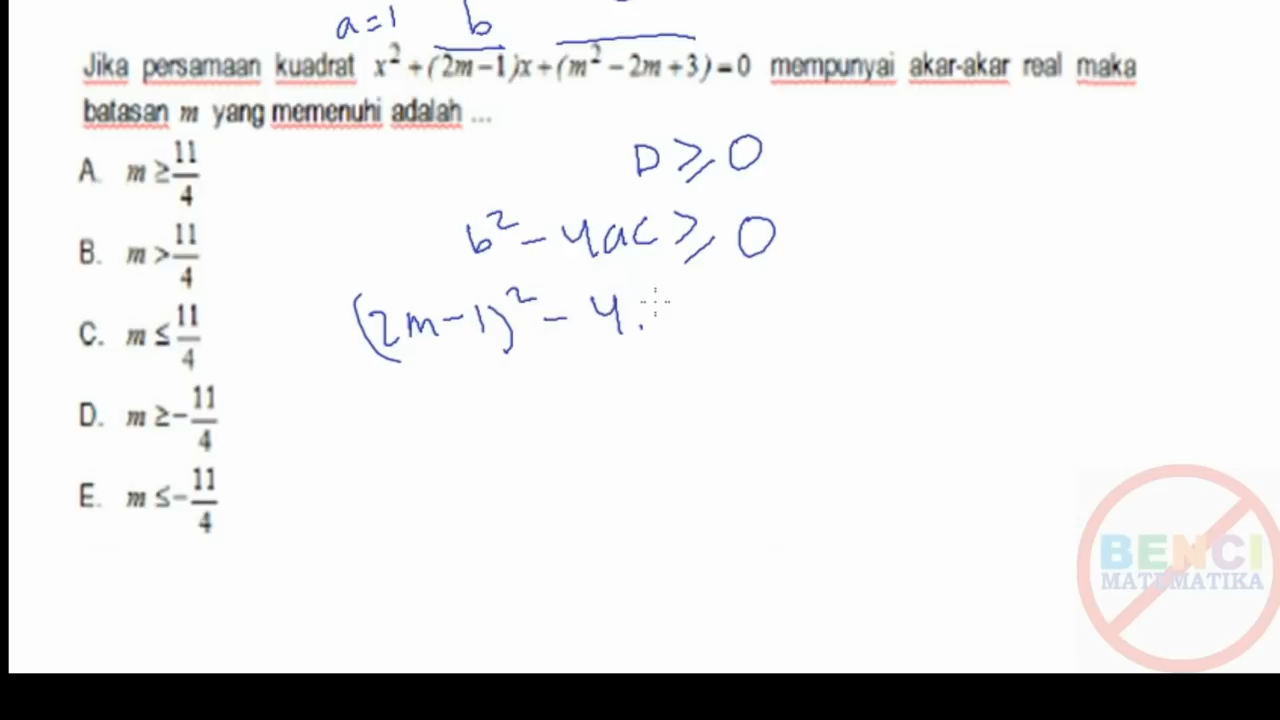 a=1 b
Jika persamaan kuadrat x² + (2m – 1)x + (m² – 2m + 3) = 0 mempunyai akar-akar real maka
batasan m yang memenuhi adalah ...
A. m ≥ 11/4
B. m > 11/4
C. m ≤ 11/4
D. m ≥ – 11/4
E. m ≤ – 11/4
D ≥ 0
b² – 4ac ≥ 0
(2m – 1)² – 4.
BENCI
MATEMATIKA